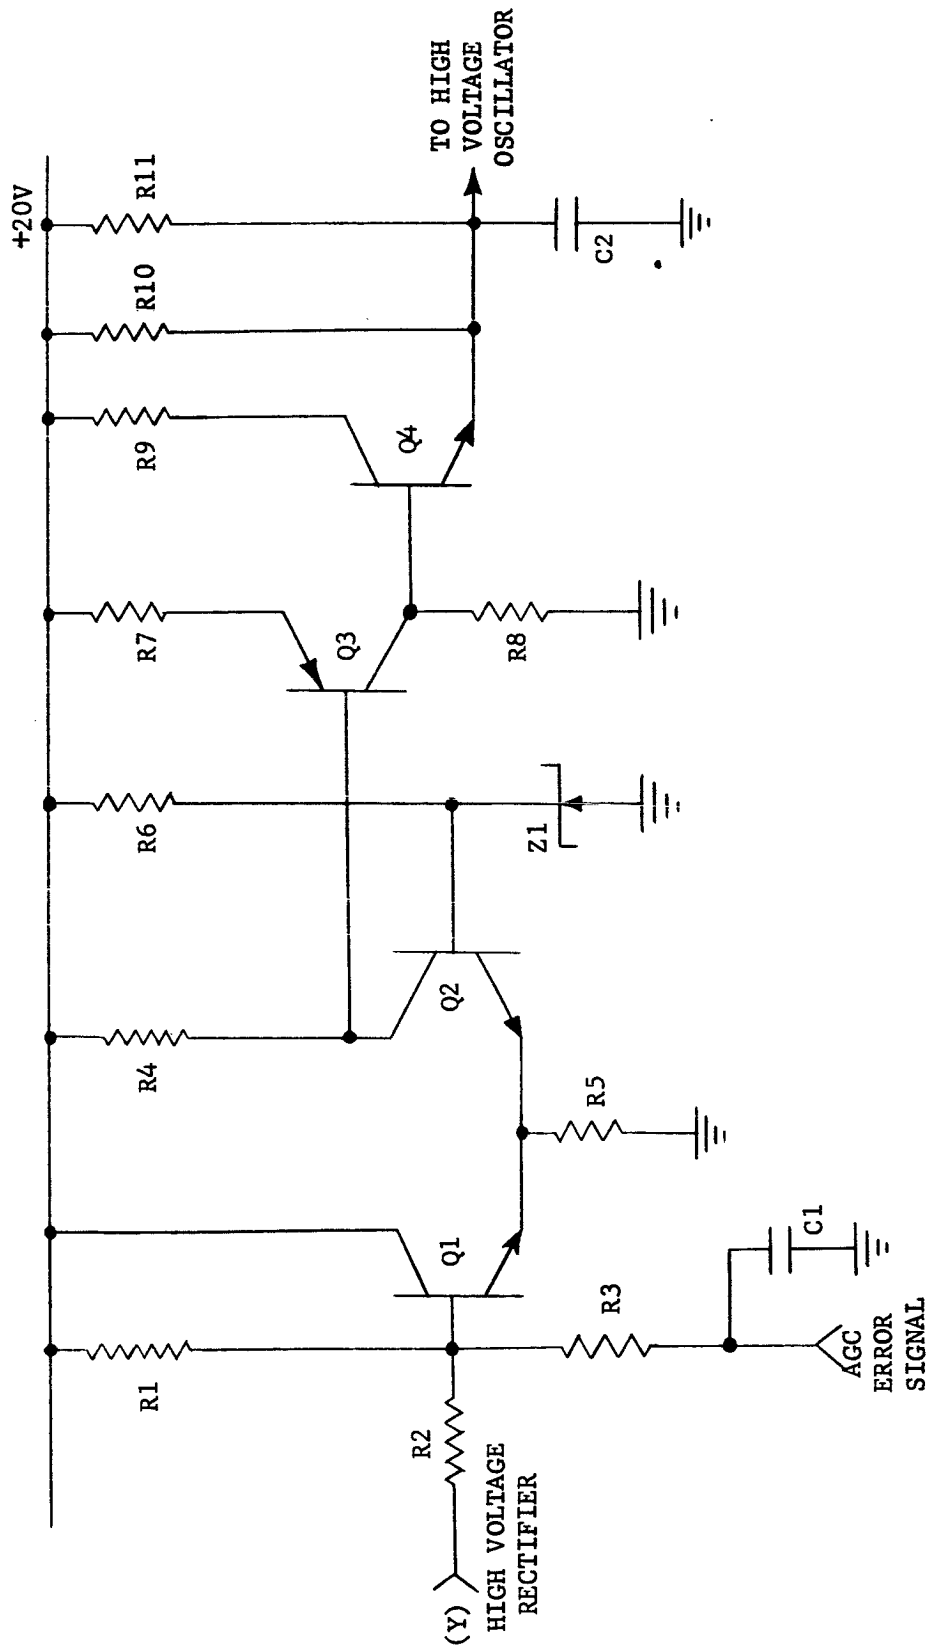 +20V
R1
R4
R6
R7
R9
R10
R11
Q1
Q2
Q3
Q4
R2
R3
R5
Z1
R8
C1
C2
(Y)
HIGH VOLTAGE
RECTIFIER
AGC
ERROR
SIGNAL
TO HIGH
VOLTAGE
OSCILLATOR